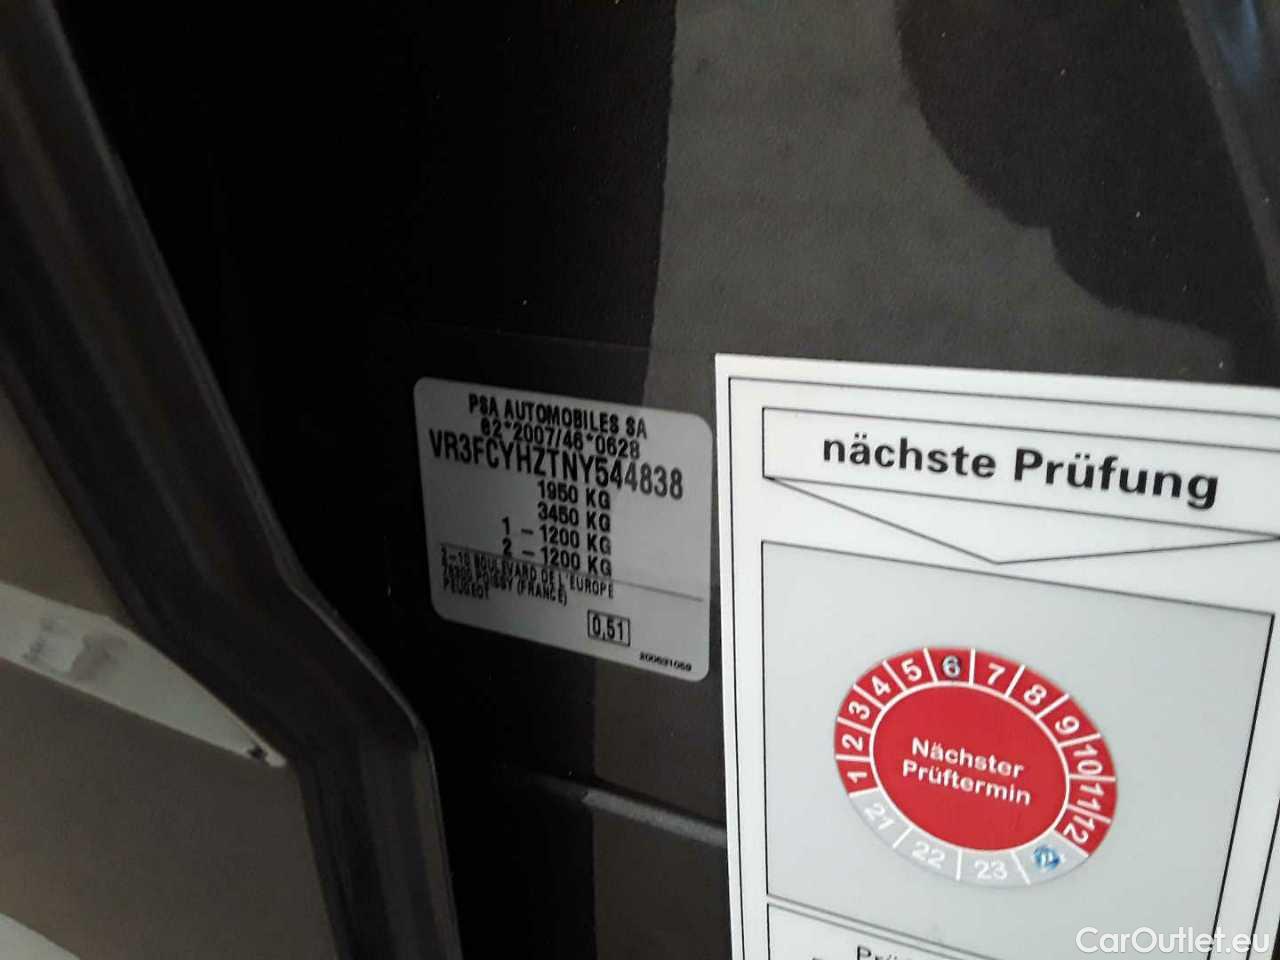 PSA AUTOMOBILES SA
e2*2007/46*0628
VR3FCYHZTNY544838
1950 KG
3450 KG
1 - 1200 KG
2 - 1200 KG
2-10 BOULEVARD DE L'EUROPE
78300 POISSY (FRANCE)
PEUGEOT
0,51
200631069
nächste Prüfung
1 2 3 4 5 6 7 8 9 10 11 12
Nächster
Prüftermin
21 22 23
CarOutlet.eu